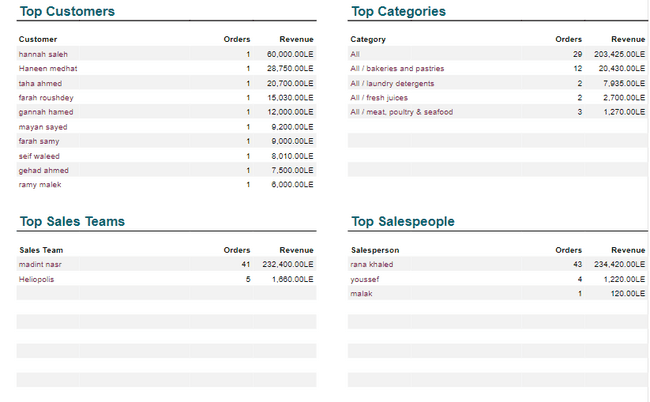 Top Customers
Customer Orders Revenue
hannah saleh 1 60,000.00LE
Haneen medhat 1 28,750.00LE
taha ahmed 1 20,700.00LE
farah roushdey 1 15,030.00LE
gannah hamed 1 12,000.00LE
mayan sayed 1 9,200.00LE
farah samy 1 9,000.00LE
seif waleed 1 8,010.00LE
gehad ahmed 1 7,500.00LE
ramy malek 1 6,000.00LE
Top Categories
Category Orders Revenue
All 29 203,425.00LE
All / bakeries and pastries 12 20,430.00LE
All / laundry detergents 2 7,935.00LE
All / fresh juices 2 2,700.00LE
All / meat, poultry & seafood 3 1,270.00LE
Top Sales Teams
Sales Team Orders Revenue
madint nasr 41 232,400.00LE
Heliopolis 5 1,660.00LE
Top Salespeople
Salesperson Orders Revenue
rana khaled 43 234,420.00LE
youssef 4 1,220.00LE
malak 1 120.00LE